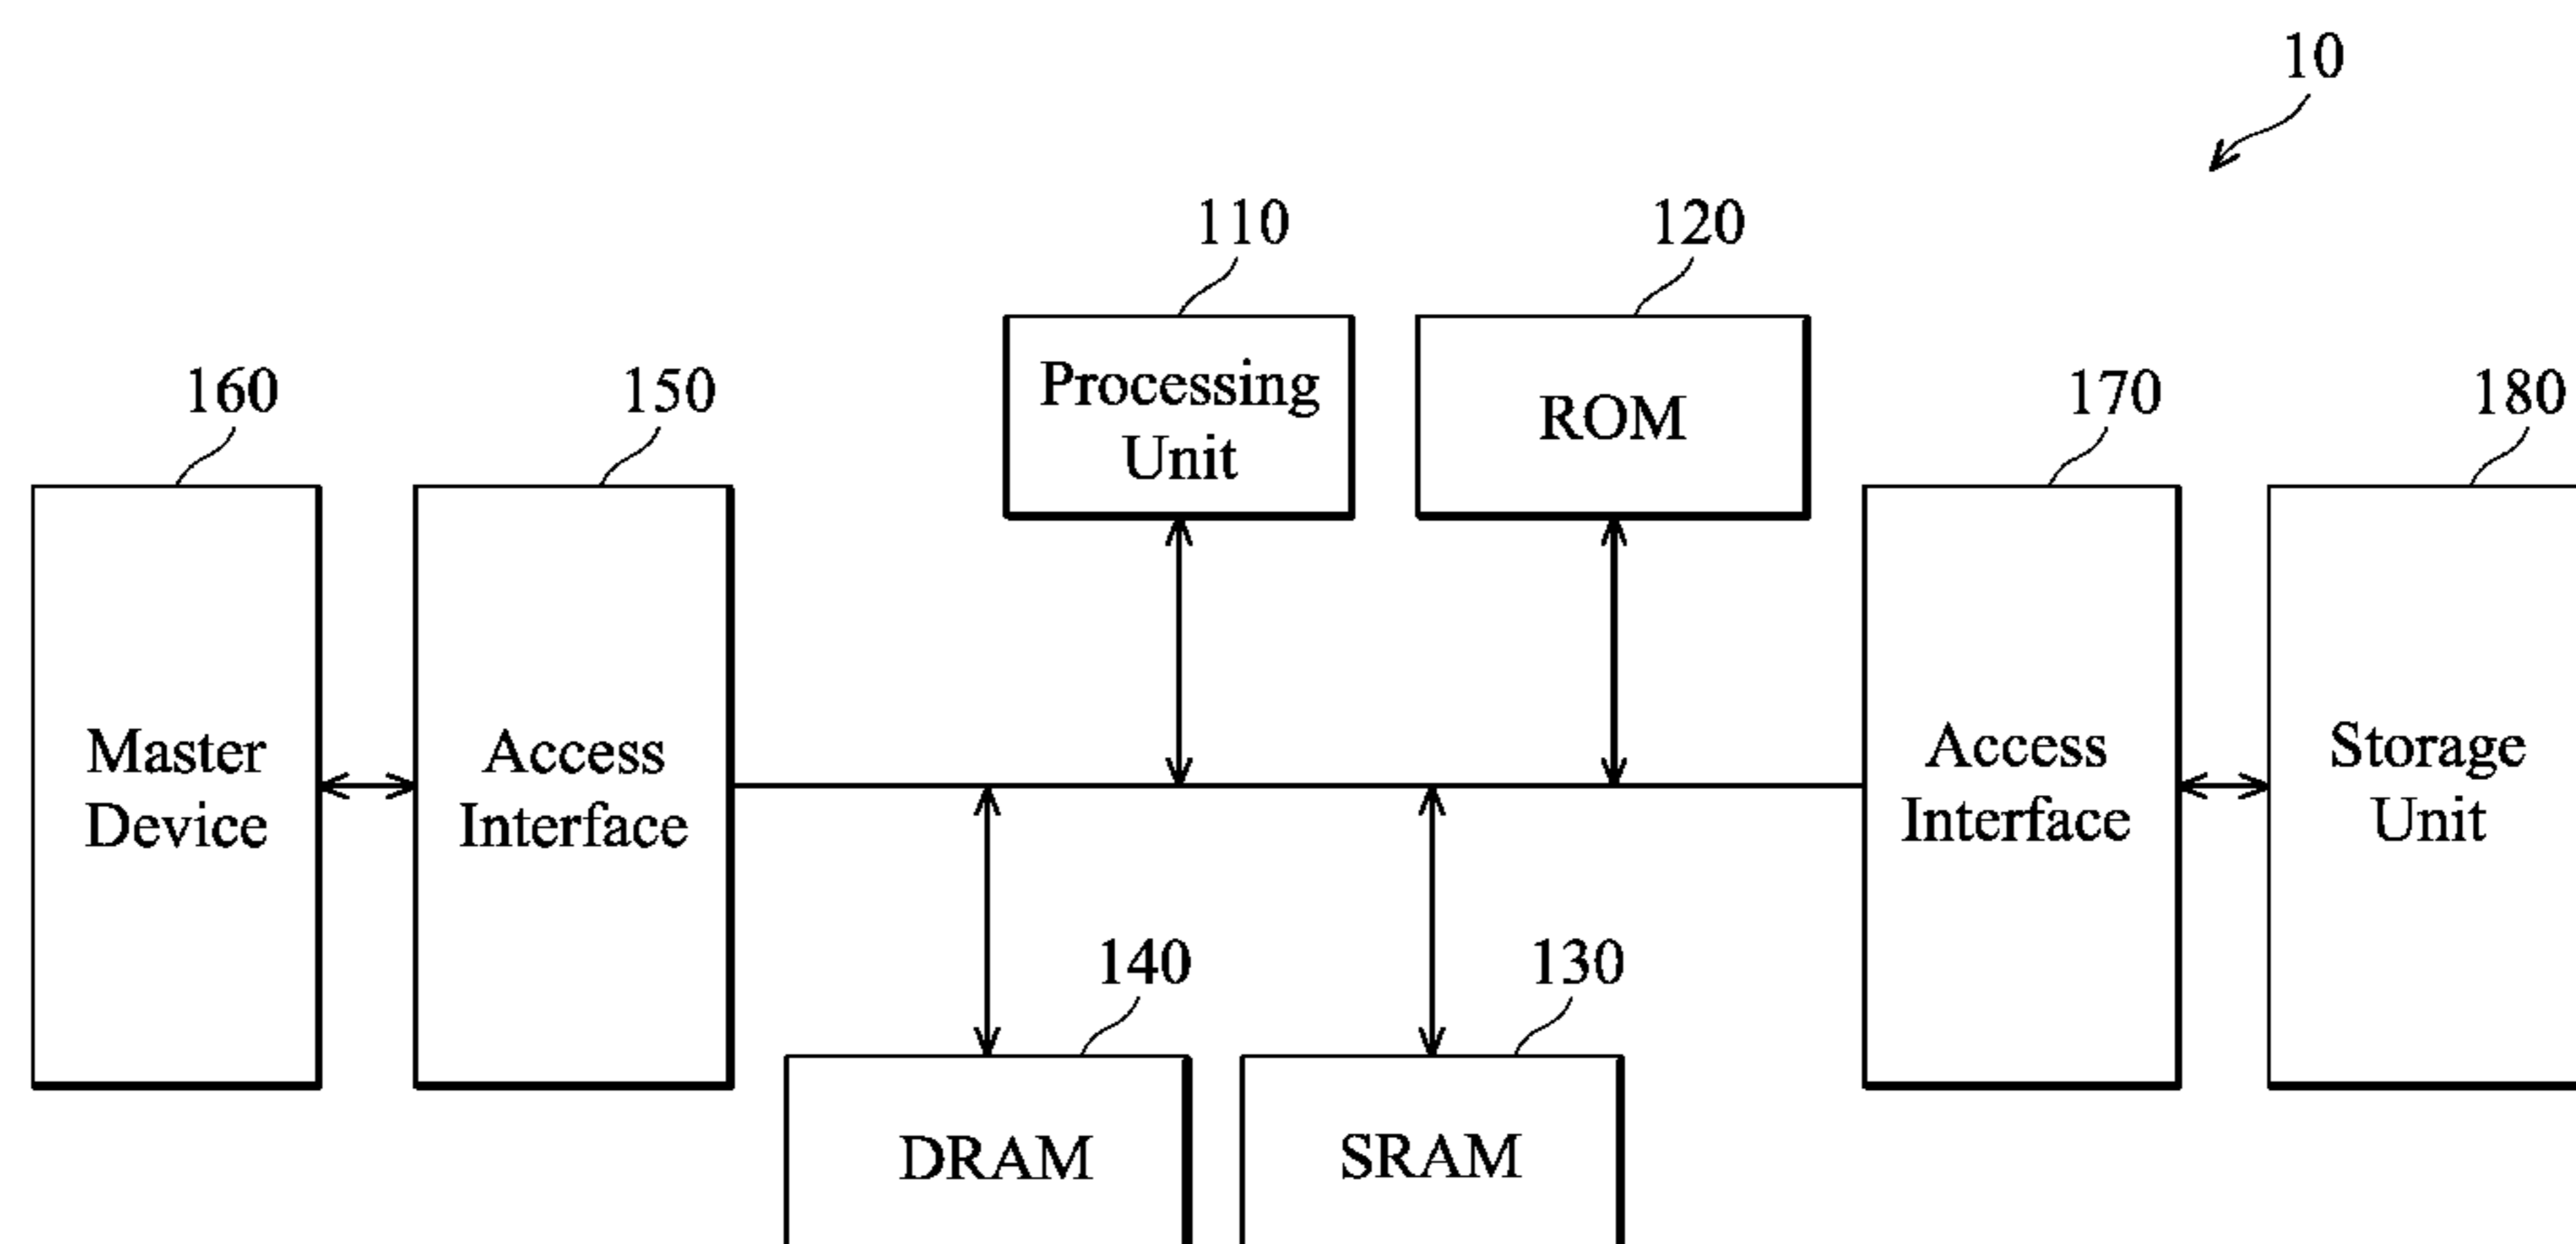 10
110
120
Processing
Unit
ROM
160
150
170
180
Master
Device
Access
Interface
Access
Interface
Storage
Unit
140
130
DRAM
SRAM